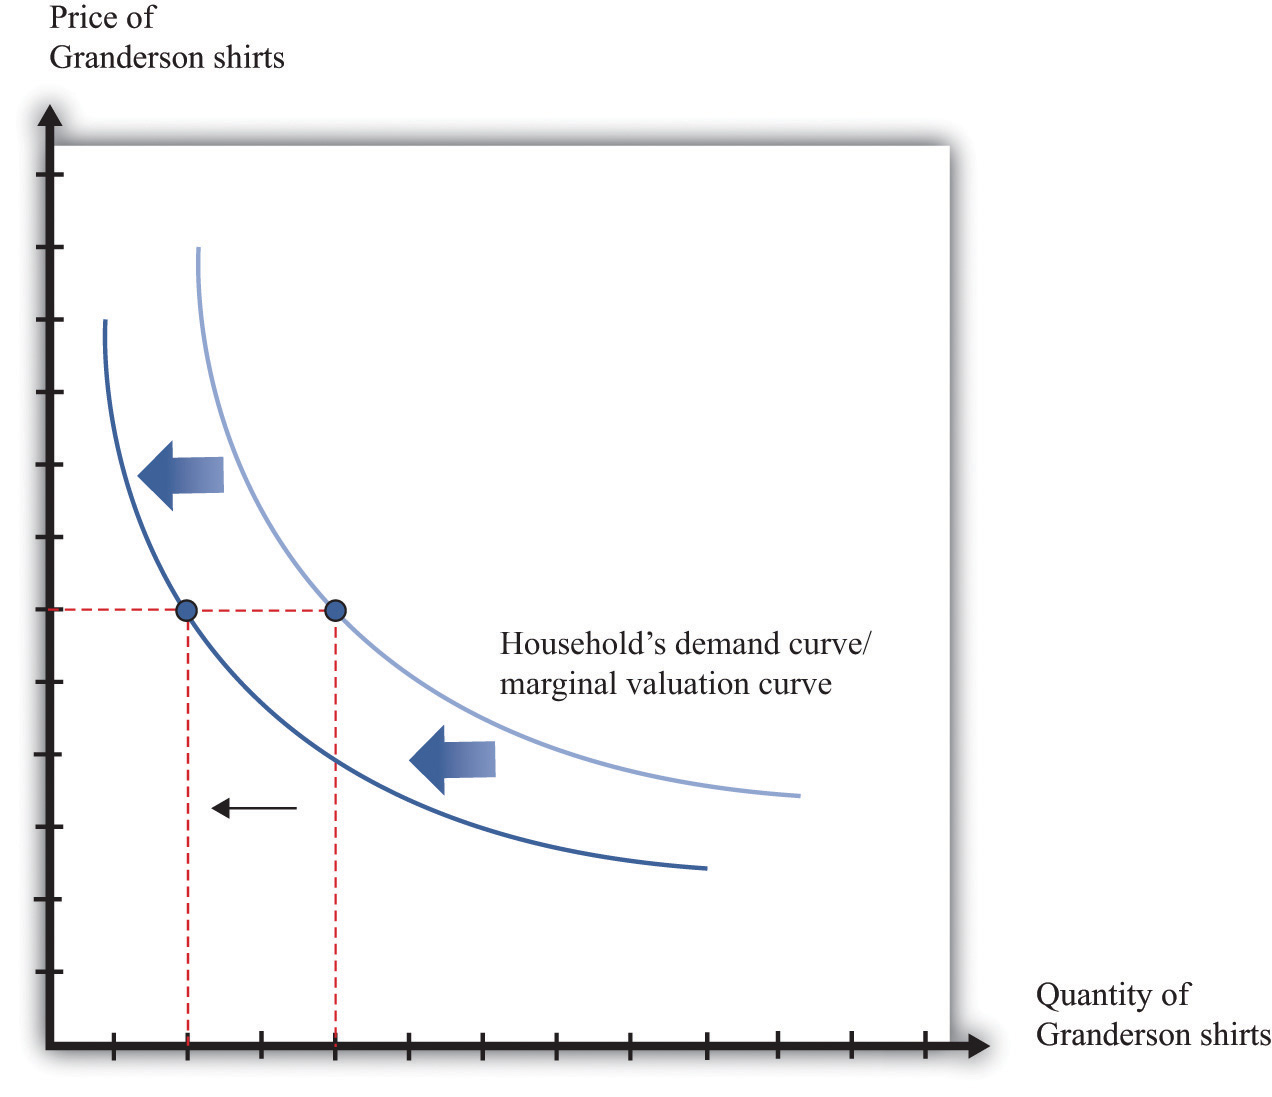 Price of
Granderson shirts
Household’s demand curve/
marginal valuation curve
Quantity of
Granderson shirts